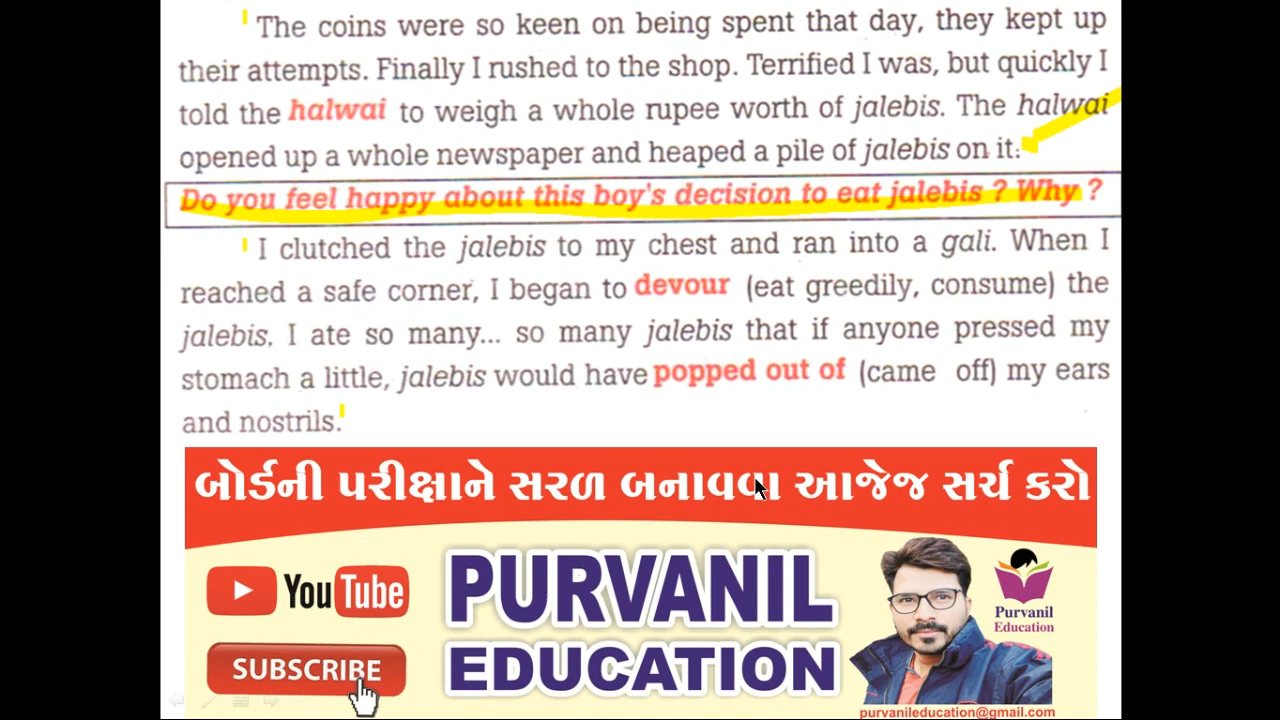 The coins were so keen on being spent that day, they kept up
their attempts. Finally I rushed to the shop. Terrified I was, but quickly I
told the halwai to weigh a whole rupee worth of jalebis. The halwai
opened up a whole newspaper and heaped a pile of jalebis on it.
Do you feel happy about this boy's decision to eat jalebis ? Why ?
I clutched the jalebis to my chest and ran into a gali. When I
reached a safe corner, I began to devour (eat greedily, consume) the
jalebis. I ate so many... so many jalebis that if anyone pressed my
stomach a little, jalebis would have popped out of (came off) my ears
and nostrils.
બોર્ડની પરીક્ષાને સરળ બનાવવા આજેજ સર્ચ કરો
YouTube
SUBSCRIBE
PURVANIL
EDUCATION
Purvanil
Education
purvanileducation@gmail.com